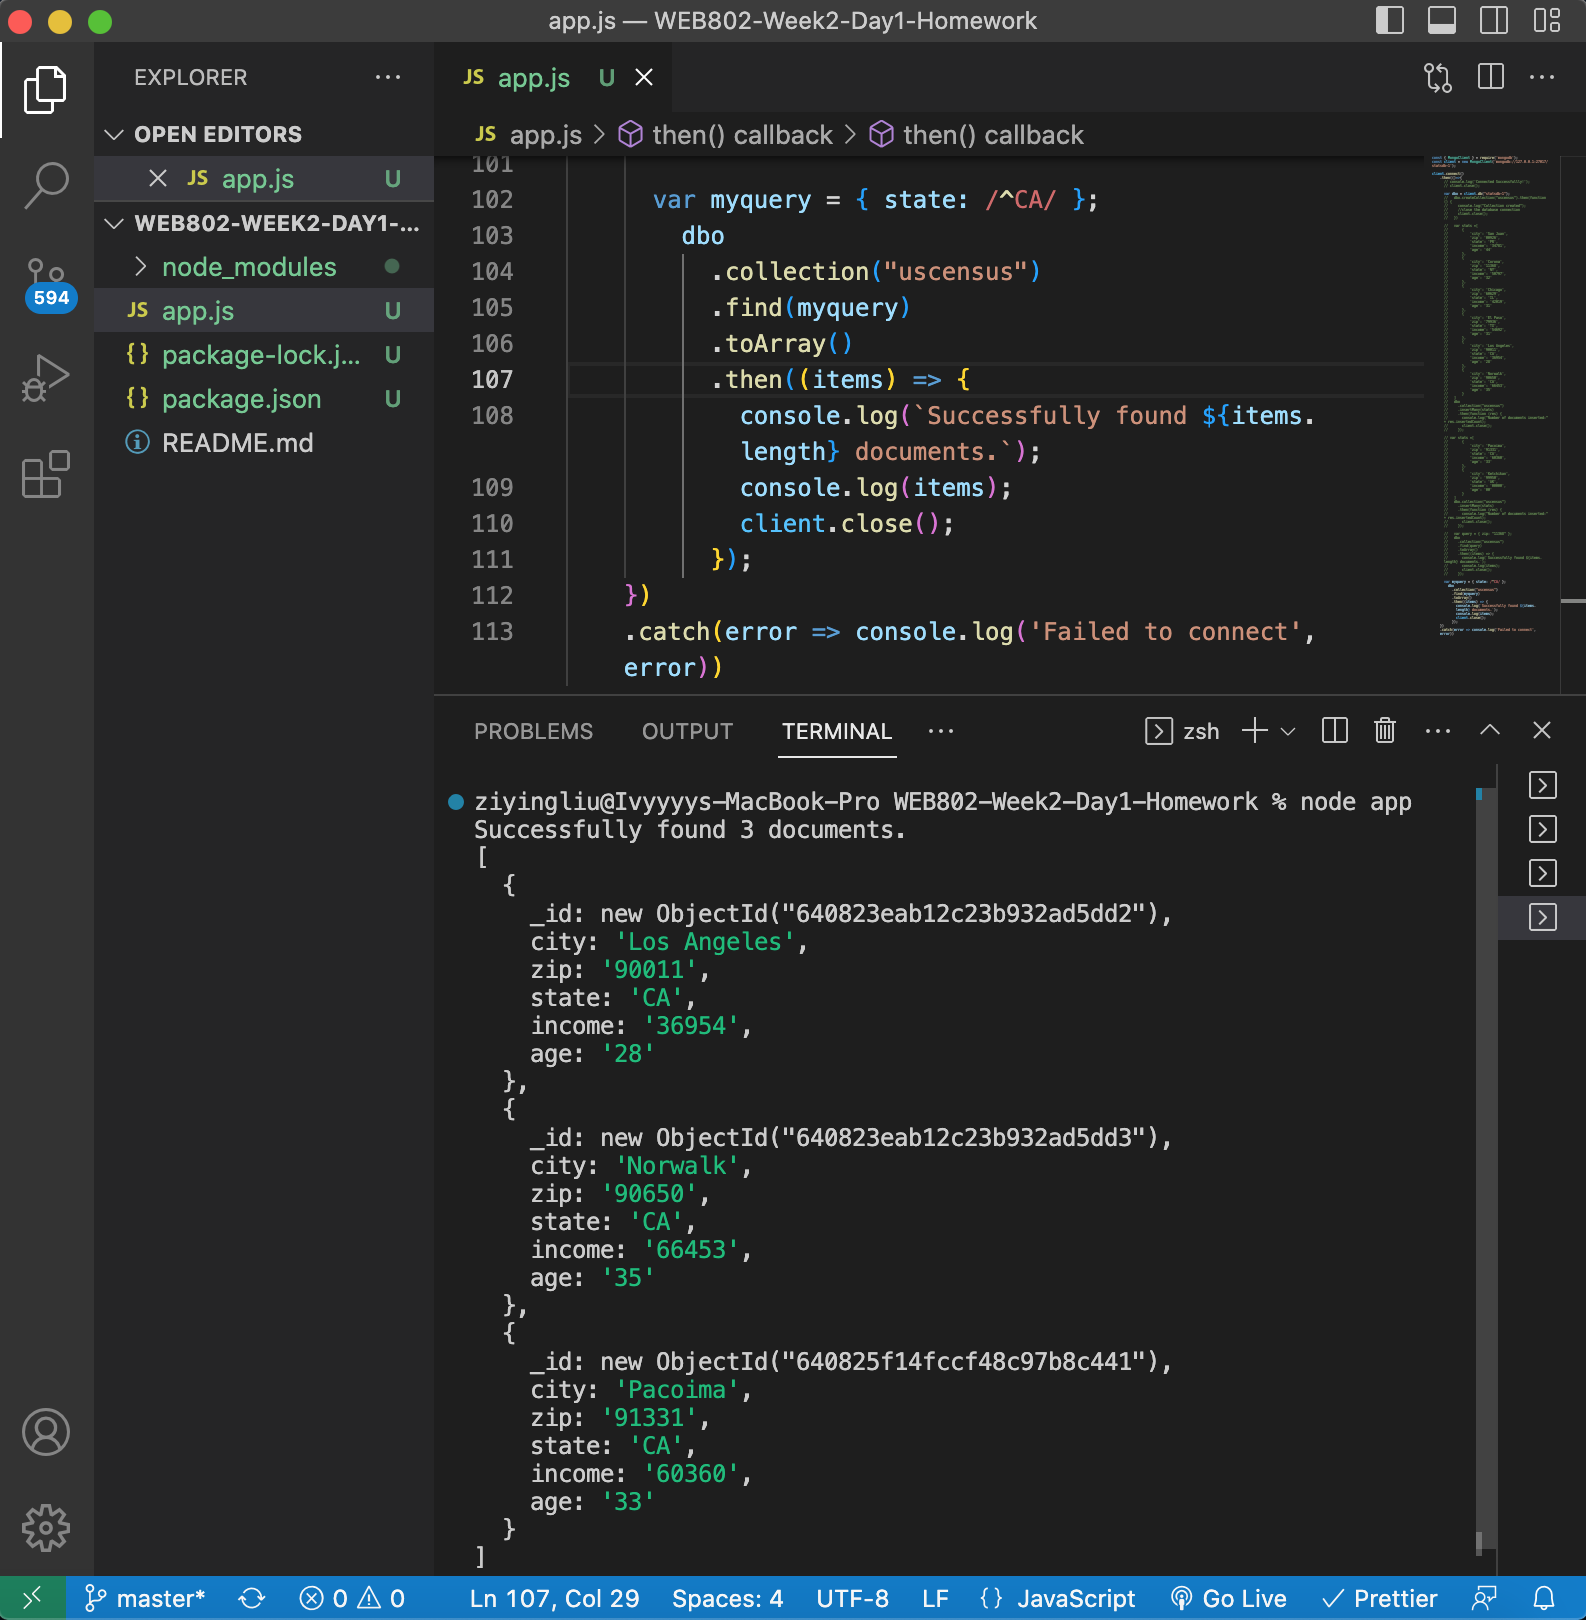 app.js — WEB802-Week2-Day1-Homework
EXPLORER
OPEN EDITORS
JS app.js U
WEB802-WEEK2-DAY1-...
node_modules
JS app.js U
{} package-lock.j... U
{} package.json U
README.md
594
JS app.js U
JS app.js > then() callback > then() callback
101
102 var myquery = { state: /^CA/ };
103 dbo
104 .collection("uscensus")
105 .find(myquery)
106 .toArray()
107 .then((items) => {
108 console.log(`Successfully found ${items.
length} documents.`);
109 console.log(items);
110 client.close();
111 });
112 })
113 .catch(error => console.log('Failed to connect',
error))
PROBLEMS OUTPUT TERMINAL ··· zsh
ziyingliu@Ivyyyys-MacBook-Pro WEB802-Week2-Day1-Homework % node app
Successfully found 3 documents.
[
{
_id: new ObjectId("640823eab12c23b932ad5dd2"),
city: 'Los Angeles',
zip: '90011',
state: 'CA',
income: '36954',
age: '28'
},
{
_id: new ObjectId("640823eab12c23b932ad5dd3"),
city: 'Norwalk',
zip: '90650',
state: 'CA',
income: '66453',
age: '35'
},
{
_id: new ObjectId("640825f14fccf48c97b8c441"),
city: 'Pacoima',
zip: '91331',
state: 'CA',
income: '60360',
age: '33'
}
]
master* 0 0 Ln 107, Col 29 Spaces: 4 UTF-8 LF {} JavaScript Go Live Prettier